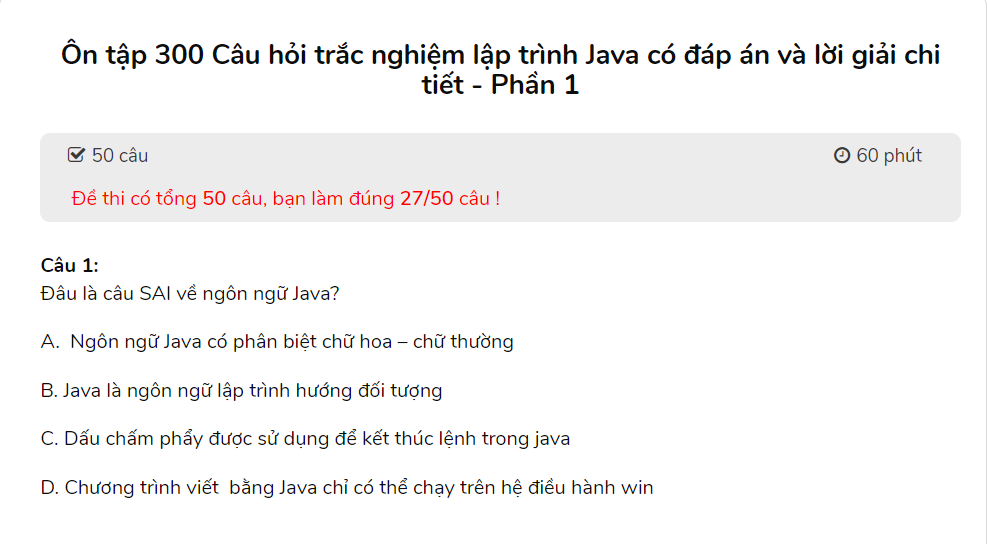 Ôn tập 300 Câu hỏi trắc nghiệm lập trình Java có đáp án và lời giải chi
tiết - Phần 1
50 câu
60 phút
Đề thi có tổng 50 câu, bạn làm đúng 27/50 câu !
Câu 1:
Đâu là câu SAI về ngôn ngữ Java?
A. Ngôn ngữ Java có phân biệt chữ hoa – chữ thường
B. Java là ngôn ngữ lập trình hướng đối tượng
C. Dấu chấm phẩy được sử dụng để kết thúc lệnh trong java
D. Chương trình viết bằng Java chỉ có thể chạy trên hệ điều hành win